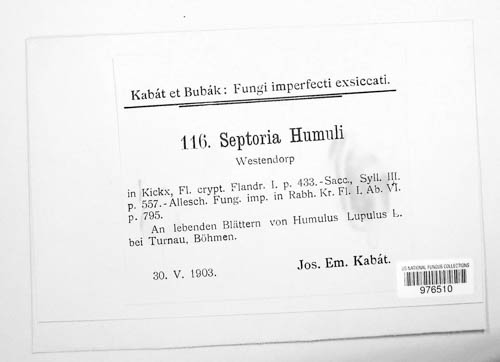 Kabát et Bubák: Fungi imperfecti exsiccati.
116. Septoria Humuli
Westendorp
in Kickx, Fl. crypt. Flandr. I. p. 433.-Sacc., Syll. III.
p. 557.-Allesch. Fung. imp. in Rabh. Kr. Fl. I. Ab. VI.
p. 795.
An lebenden Blättern von Humulus Lupulus L.
bei Turnau, Böhmen.
30. V. 1903.
Jos. Em. Kabát.
US NATIONAL FUNGUS COLLECTIONS
976510